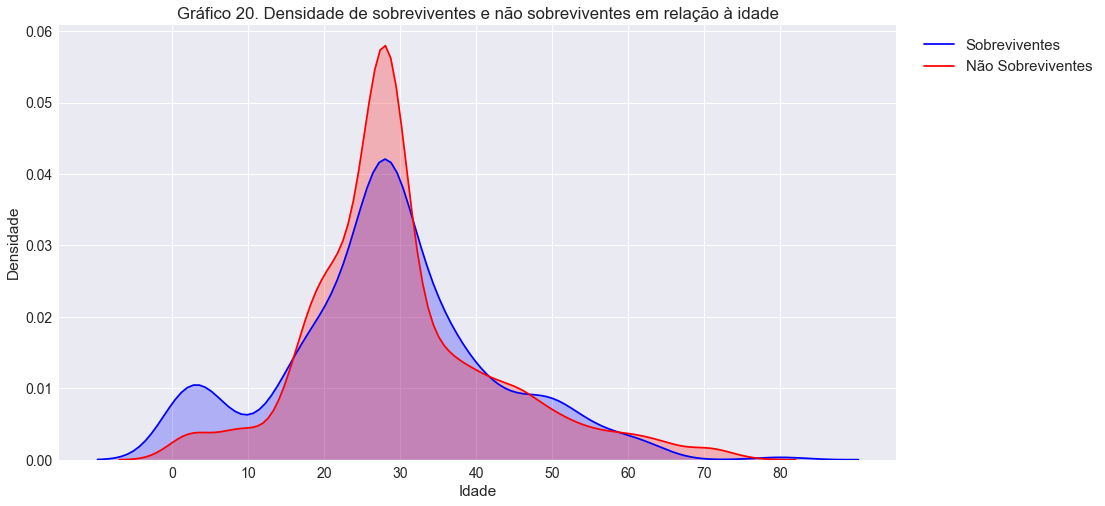 Gráfico 20. Densidade de sobreviventes e não sobreviventes em relação à idade
Sobreviventes
Não Sobreviventes
Densidade
0.06
0.05
0.04
0.03
0.02
0.01
0.00
0 10 20 30 40 50 60 70 80
Idade